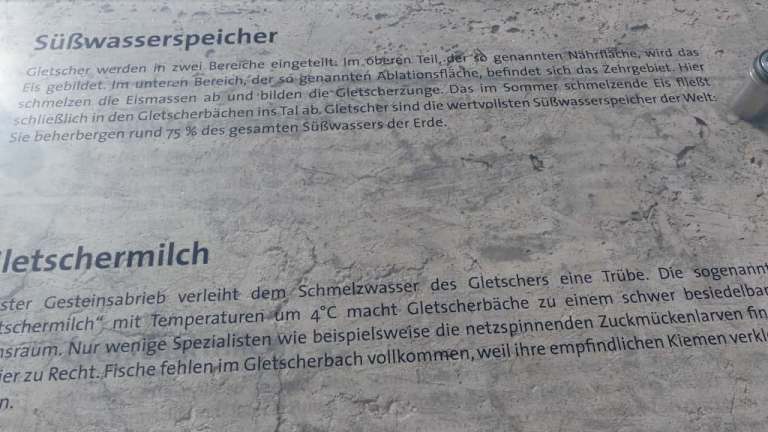 Süßwasserspeicher
Gletscher werden in zwei Bereiche eingeteilt: Im oberen Teil, der so genannten Nährfläche, wird das
Eis gebildet. Im unteren Bereich, der so genannten Ablationsfläche, befindet sich das Zehrgebiet. Hier
schmelzen die Eismassen ab und bilden die Gletscherzunge. Das im Sommer schmelzende Eis fließt
schließlich in den Gletscherbächen ins Tal ab. Gletscher sind die wertvollsten Süßwasserspeicher der Welt:
Sie beherbergen rund 75 % des gesamten Süßwassers der Erde.
letschermilch
ster Gesteinsabrieb verleiht dem Schmelzwasser des Gletschers eine Trübe. Die sogenannt
tschermilch“ mit Temperaturen um 4°C macht Gletscherbäche zu einem schwer besiedelbar
nsraum. Nur wenige Spezialisten wie beispielsweise die netzspinnenden Zuckmückenlarven fin
ier zu Recht. Fische fehlen im Gletscherbach vollkommen, weil ihre empfindlichen Kiemen verkl
n.